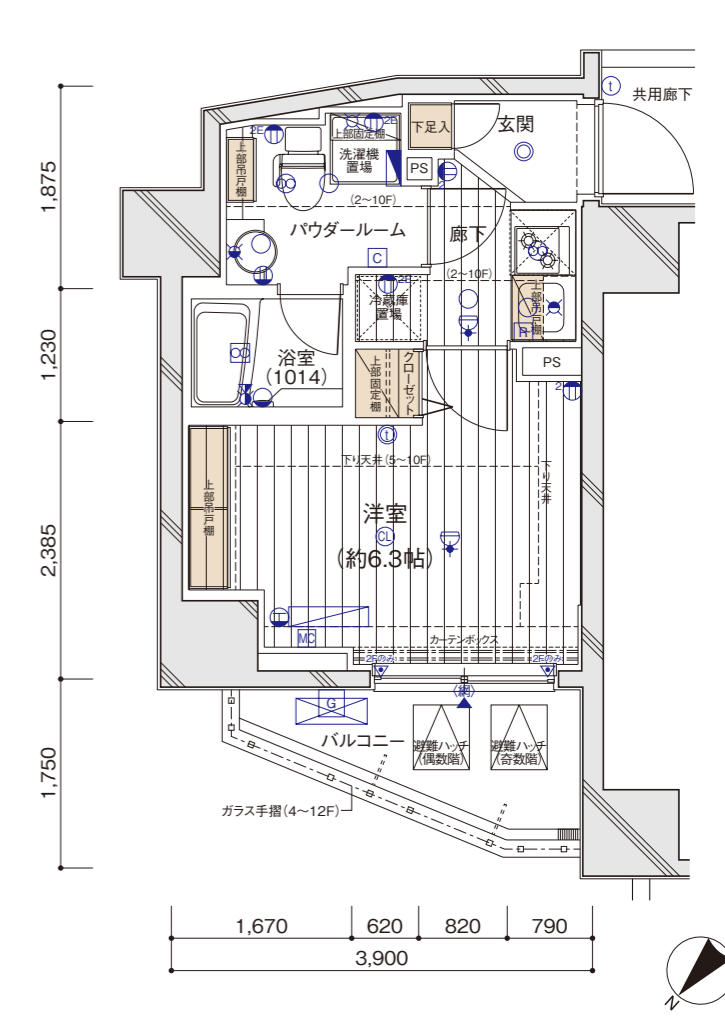 t
共用廊下
下足入
玄関
2E
2E
上部固定棚
洗濯機
置場
PS
上部吊戸棚
(2〜10F)
パウダールーム
廊下
C
(2〜10F)
2E
冷蔵庫
置場
上部吊戸棚
R
浴室
(1014)
上部固定棚
クローゼット
PS
2
t
下り天井(5〜10F)
下り天井
上部吊戸棚
洋室
CL
(約6.3帖)
MC
カーテンボックス
2Fのみ
2Fのみ
〈網〉
G
バルコニー
避難ハッチ
(偶数階)
避難ハッチ
(奇数階)
ガラス手摺(4〜12F)
1,875
1,230
2,385
1,750
1,670
620
820
790
3,900
N